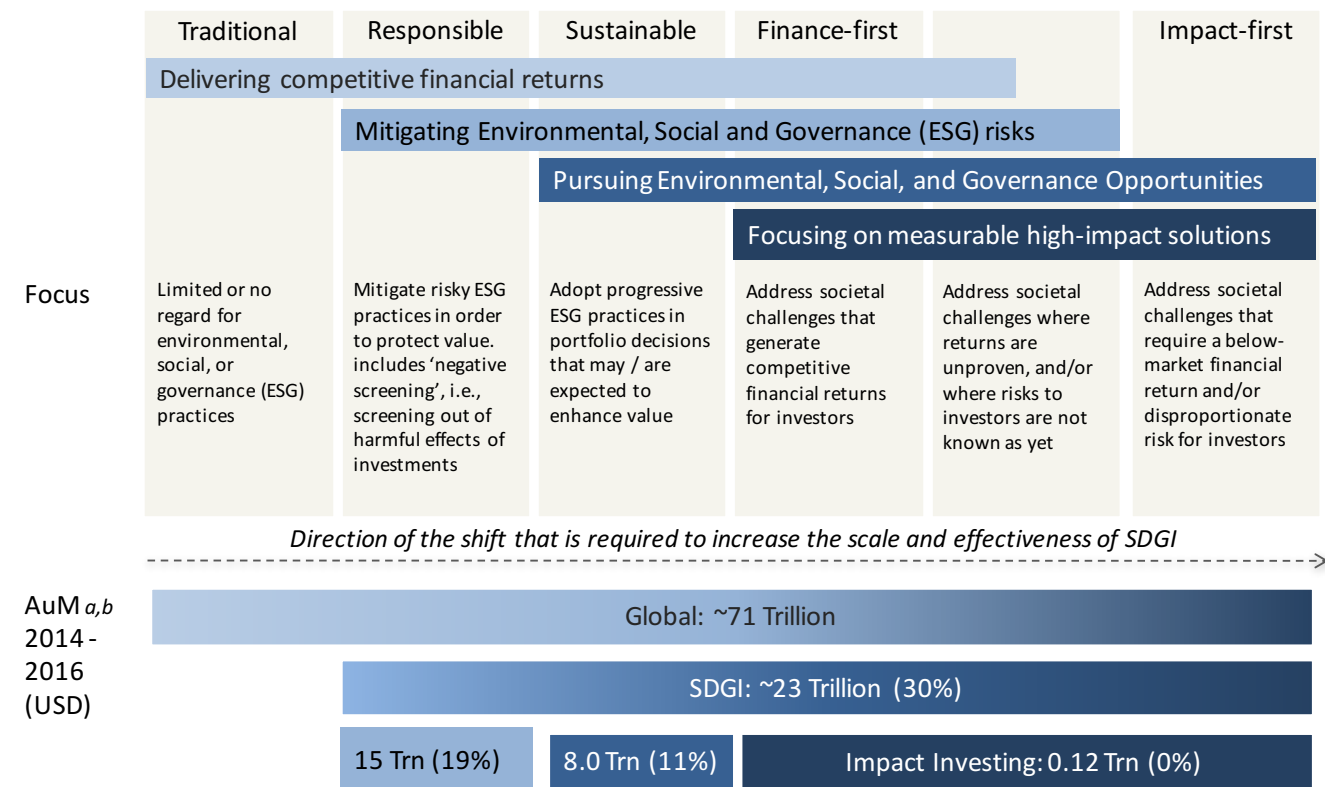 Traditional
Responsible
Sustainable
Finance-first
Impact-first
Delivering competitive financial returns
Mitigating Environmental, Social and Governance (ESG) risks
Pursuing Environmental, Social, and Governance Opportunities
Focusing on measurable high-impact solutions
Focus
Limited or no
regard for
environmental,
social, or
governance (ESG)
practices
Mitigate risky ESG
practices in order
to protect value.
includes ‘negative
screening’, i.e.,
screening out of
harmful effects of
investments
Adopt progressive
ESG practices in
portfolio decisions
that may / are
expected to
enhance value
Address societal
challenges that
generate
competitive
financial returns
for investors
Address societal
challenges where
returns are
unproven, and/or
where risks to
investors are not
known as yet
Address societal
challenges that
require a below-
market financial
return and/or
disproportionate
risk for investors
Direction of the shift that is required to increase the scale and effectiveness of SDGI
AuM a,b
2014 -
2016
(USD)
Global: ~71 Trillion
SDGI: ~23 Trillion (30%)
15 Trn (19%)
8.0 Trn (11%)
Impact Investing: 0.12 Trn (0%)